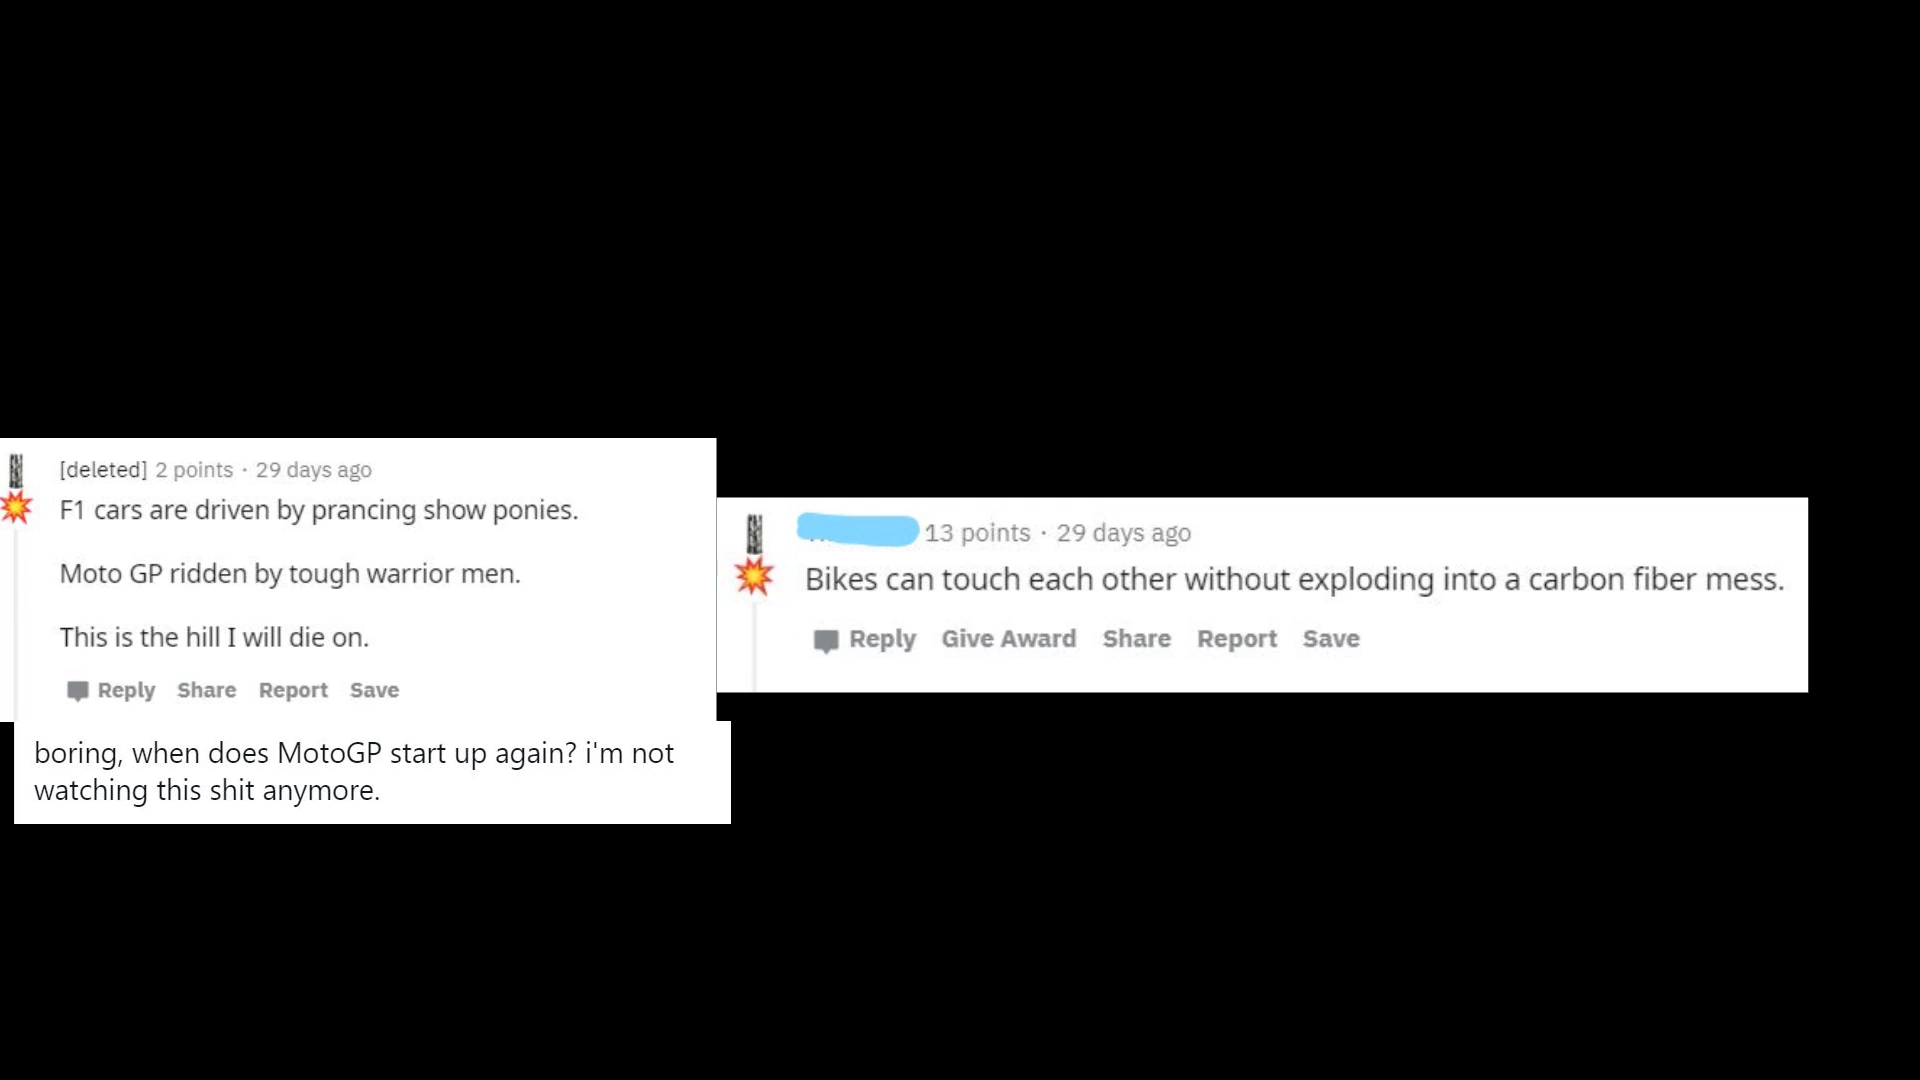 [deleted] 2 points · 29 days ago
F1 cars are driven by prancing show ponies.
Moto GP ridden by tough warrior men.
This is the hill I will die on.
Reply Share Report Save
boring, when does MotoGP start up again? i'm not
watching this shit anymore.
13 points · 29 days ago
Bikes can touch each other without exploding into a carbon fiber mess.
Reply Give Award Share Report Save